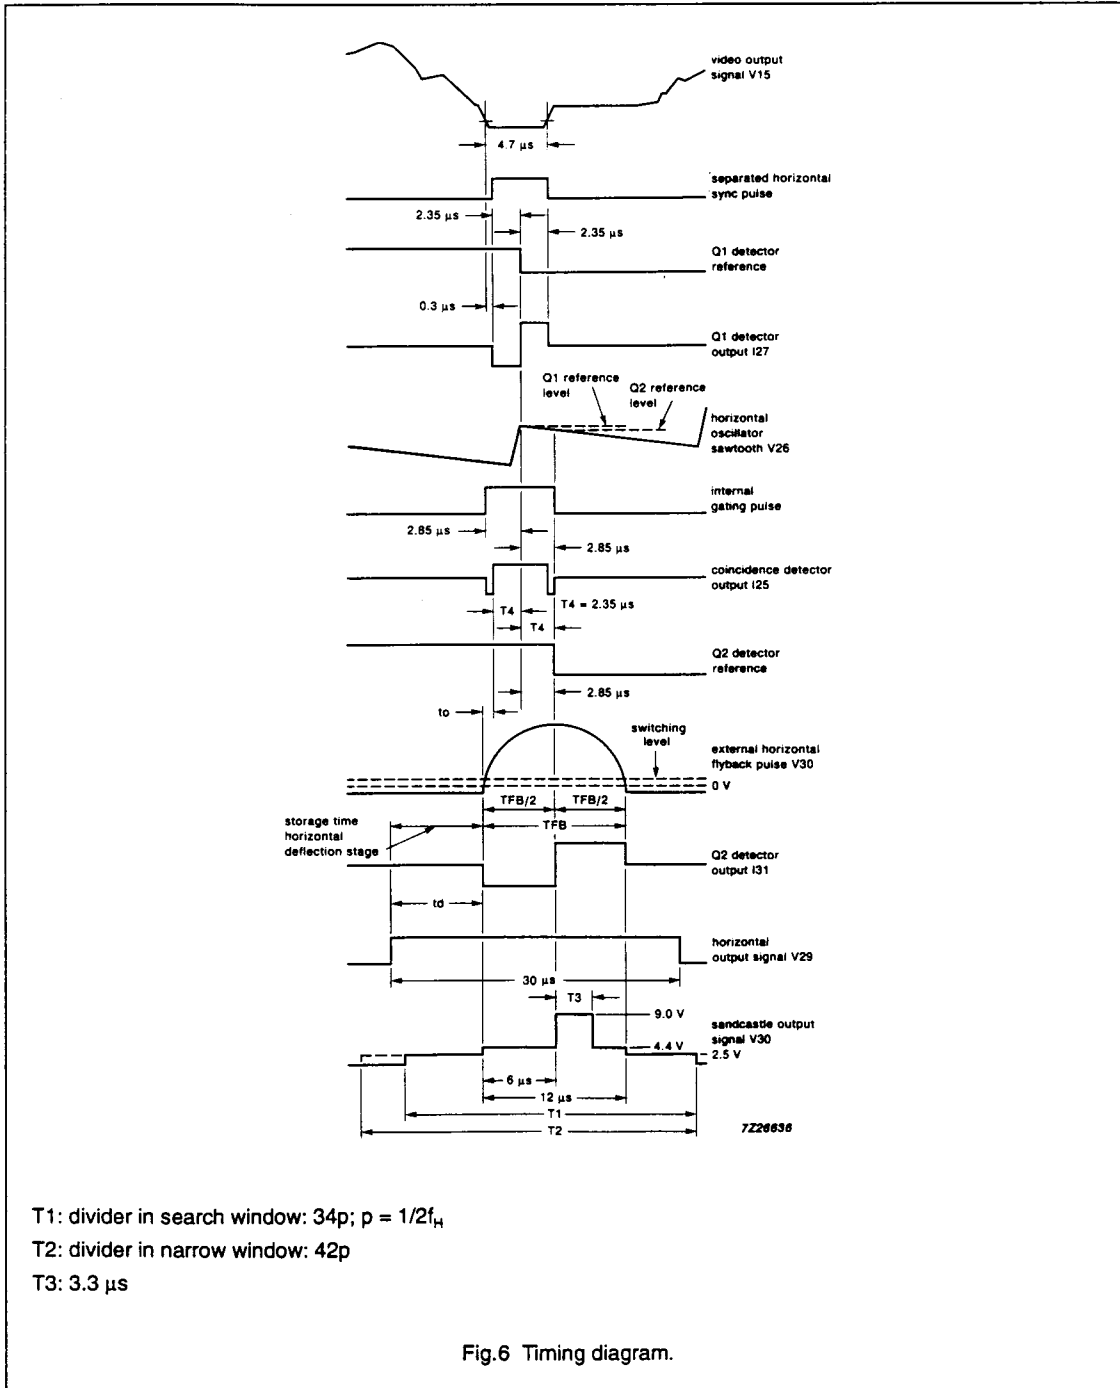 video output
signal V15
4.7 µs
separated horizontal
sync pulse
2.35 µs
2.35 µs
Q1 detector
reference
0.3 µs
Q1 detector
output I27
Q1 reference
level
Q2 reference
level
horizontal
oscillator
sawtooth V26
internal
gating pulse
2.85 µs
2.85 µs
coincidence detector
output I25
T4
T4 = 2.35 µs
T4
Q2 detector
reference
2.85 µs
to
switching
level
external horizontal
flyback pulse V30
0 V
TFB/2
TFB/2
TFB
storage time
horizontal
deflection stage
Q2 detector
output I31
td
horizontal
output signal V29
30 µs
T3
9.0 V
sandcastle output
signal V30
4.4 V
2.5 V
6 µs
12 µs
T1
T2
7Z26636
T1: divider in search window: 34p; p = 1/2fH
T2: divider in narrow window: 42p
T3: 3.3 µs
Fig.6 Timing diagram.